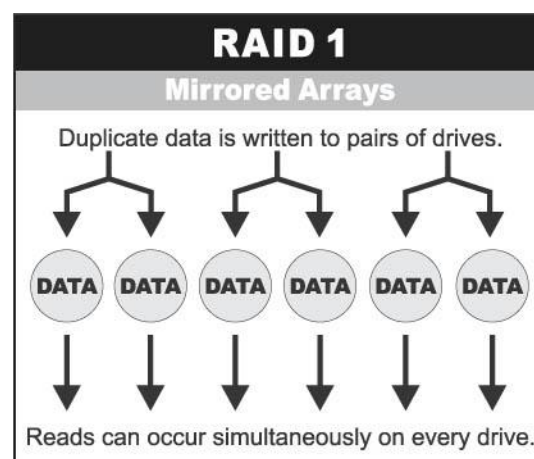 RAID 1
Mirrored Arrays
Duplicate data is written to pairs of drives.
DATA DATA DATA DATA DATA DATA
Reads can occur simultaneously on every drive.